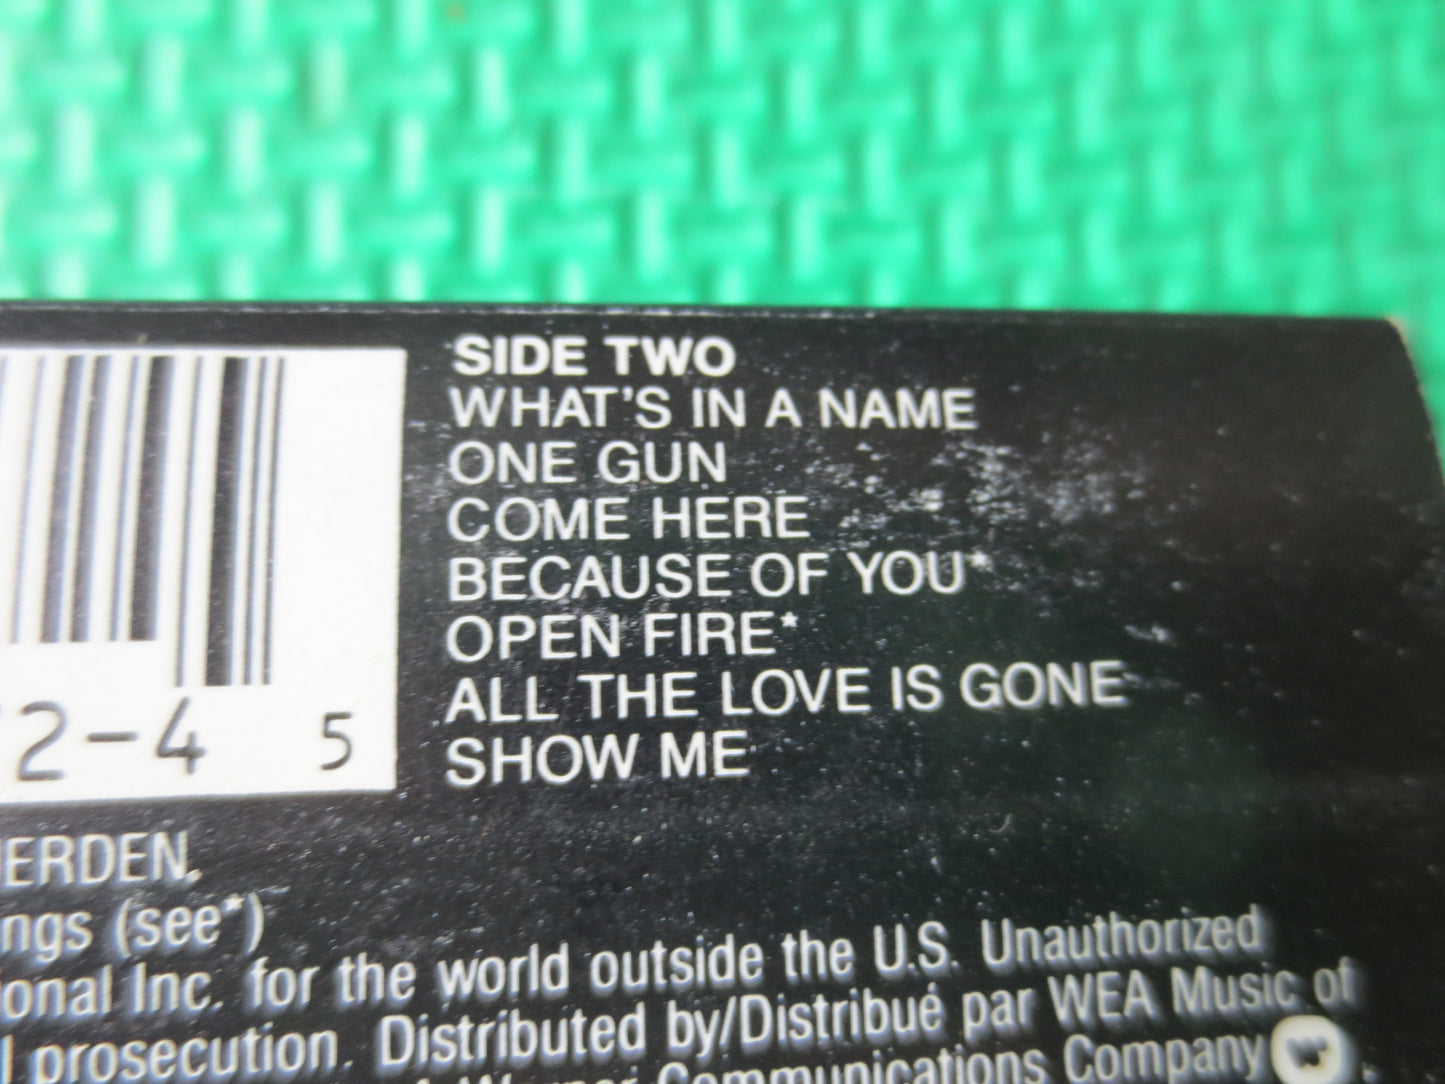 SIDE TWO
WHAT'S IN A NAME
ONE GUN
COME HERE
BECAUSE OF YOU*
OPEN FIRE*
ALL THE LOVE IS GONE
SHOW ME
2-4 5
ERDEN.
ngs (see*)
onal Inc. for the world outside the U.S. Unauthorized
l prosecution. Distributed by/Distribué par WEA Music of
Warner Communications Company